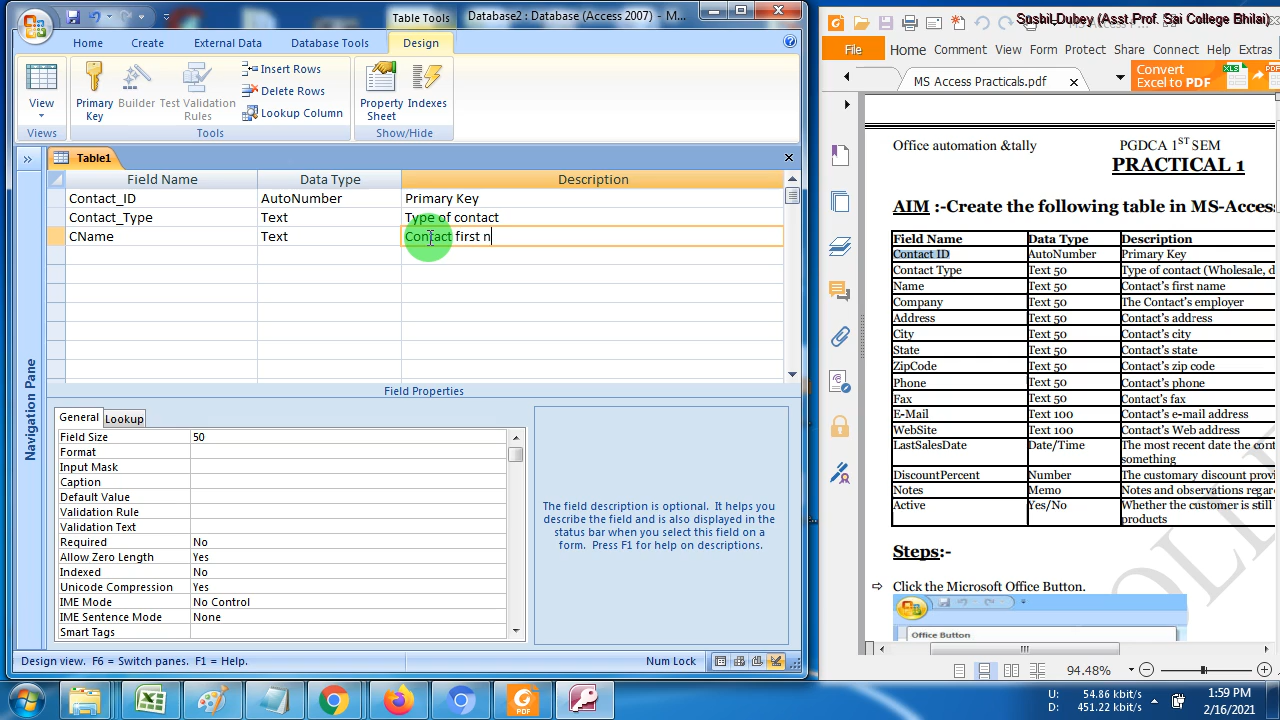 Table Tools
Database2 : Database (Access 2007) - M...
Home
Create
External Data
Database Tools
Design
View
Primary Key
Builder
Test Validation Rules
Insert Rows
Delete Rows
Lookup Column
Property Sheet
Indexes
Views
Tools
Show/Hide
Table1
Field Name Data Type Description
Contact_ID AutoNumber Primary Key
Contact_Type Text Type of contact
CName Text Contact first n
Navigation Pane
Field Properties
General Lookup
Field Size 50
Format
Input Mask
Caption
Default Value
Validation Rule
Validation Text
Required No
Allow Zero Length Yes
Indexed No
Unicode Compression Yes
IME Mode No Control
IME Sentence Mode None
Smart Tags
The field description is optional. It helps you
describe the field and is also displayed in the
status bar when you select this field on a
form. Press F1 for help on descriptions.
Design view. F6 = Switch panes. F1 = Help.
Num Lock
Sushil-Dubey (Asst.Prof. Sai College Bhilai)
File Home Comment View Form Protect Share Connect Help Extras
MS Access Practicals.pdf
Convert
Excel to PDF
XLS
PDF
Office automation &tally PGDCA 1ST SEM
PRACTICAL 1
AIM :-Create the following table in MS-Acces
Field Name Data Type Description
Contact ID AutoNumber Primary Key
Contact Type Text 50 Type of contact (Wholesale, d
Name Text 50 Contact's first name
Company Text 50 The Contact's employer
Address Text 50 Contact's address
City Text 50 Contact's city
State Text 50 Contact's state
ZipCode Text 50 Contact's zip code
Phone Text 50 Contact's phone
Fax Text 50 Contact's fax
E-Mail Text 100 Contact's e-mail address
WebSite Text 100 Contact's Web address
LastSalesDate Date/Time The most recent date the cont
something
DiscountPercent Number The customary discount provi
Notes Memo Notes and observations regar
Active Yes/No Whether the customer is still
products
Steps:-
Click the Microsoft Office Button.
Office Button
94.48%
PDF
U: 54.86 kbit/s
D: 451.22 kbit/s
1:59 PM
2/16/2021